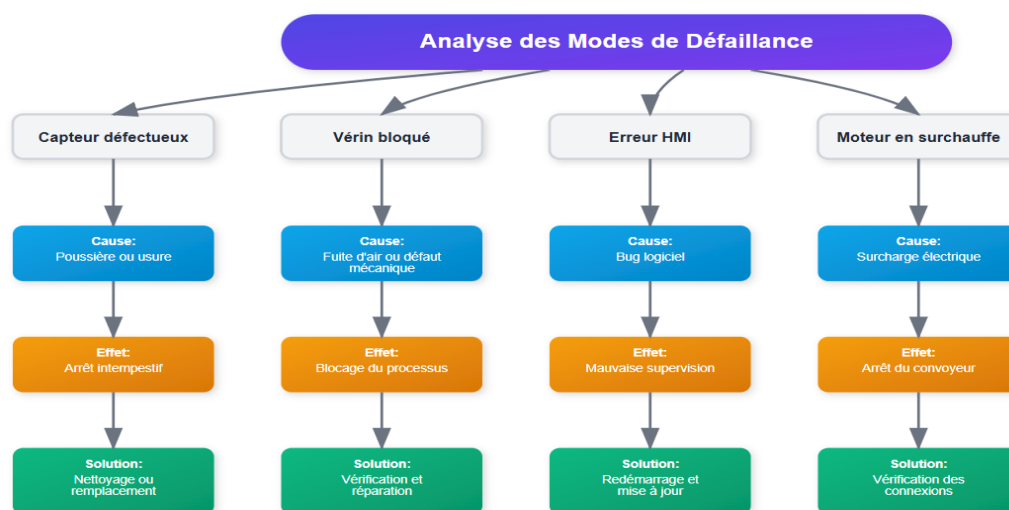 Analyse des Modes de Défaillance
Capteur défectueux
Vérin bloqué
Erreur HMI
Moteur en surchauffe
Cause:
Poussière ou usure
Cause:
Fuite d'air ou défaut
mécanique
Cause:
Bug logiciel
Cause:
Surcharge électrique
Effet:
Arrêt intempestif
Effet:
Blocage du processus
Effet:
Mauvaise supervision
Effet:
Arrêt du convoyeur
Solution:
Nettoyage ou
remplacement
Solution:
Vérification et
réparation
Solution:
Redémarrage et
mise à jour
Solution:
Vérification des
connexions